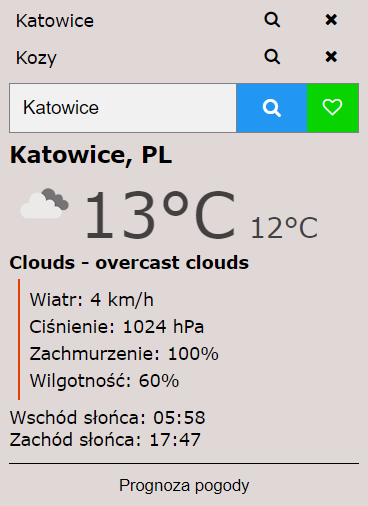 Katowice
Kozy
Katowice
Katowice, PL
13°C 12°C
Clouds - overcast clouds
Wiatr: 4 km/h
Ciśnienie: 1024 hPa
Zachmurzenie: 100%
Wilgotność: 60%
Wschód słońca: 05:58
Zachód słońca: 17:47
Prognoza pogody